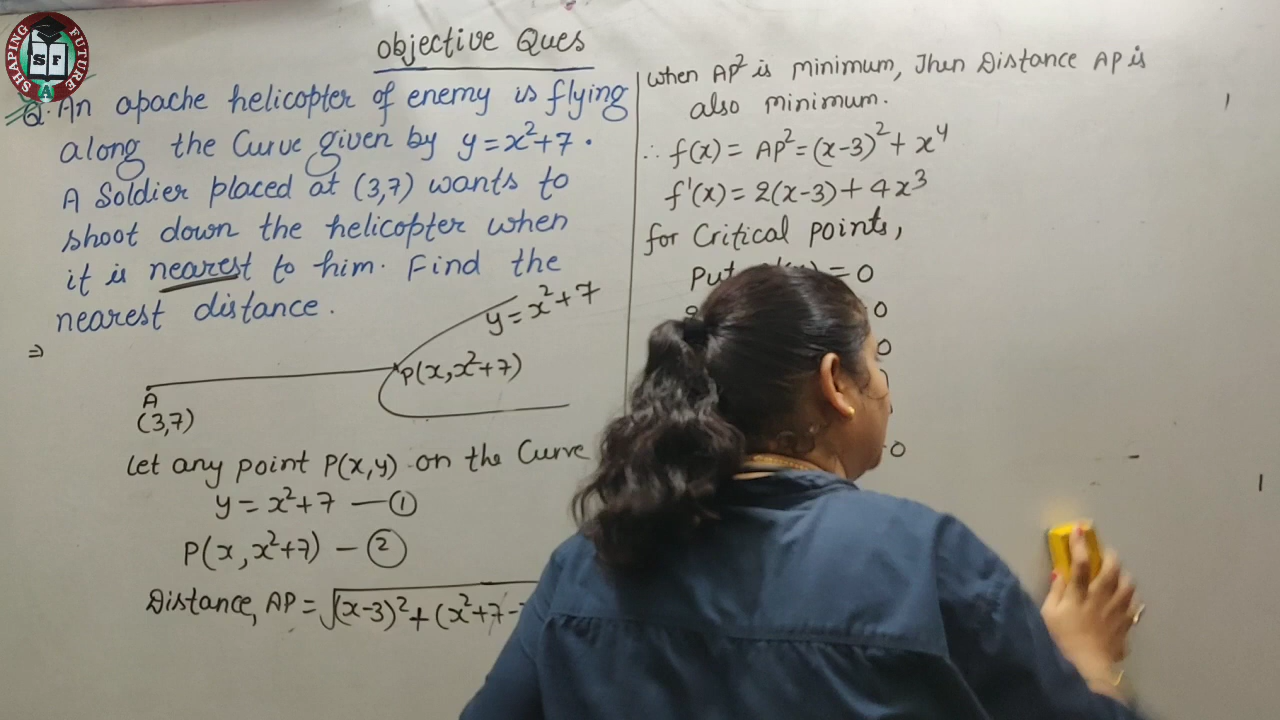 SHAPING FUTURE
S F
Objective Ques
Q. An apache helicopter of enemy is flying
along the Curve given by y = x²+7.
A Soldier placed at (3,7) wants to
shoot down the helicopter when
it is nearest to him. Find the
nearest distance.
⇒
y = x²+7
P(x, x²+7)
A
(3,7)
Let any point P(x,y) on the Curve
y = x²+7 — ①
P(x, x²+7) — ②
Distance, AP = √(x-3)² + (x²+7-
When AP² is minimum, Then Distance AP is
also minimum.
∴ f(x) = AP² = (x-3)² + x⁴
f'(x) = 2(x-3) + 4x³
for Critical points,
Put = 0
0
0
0